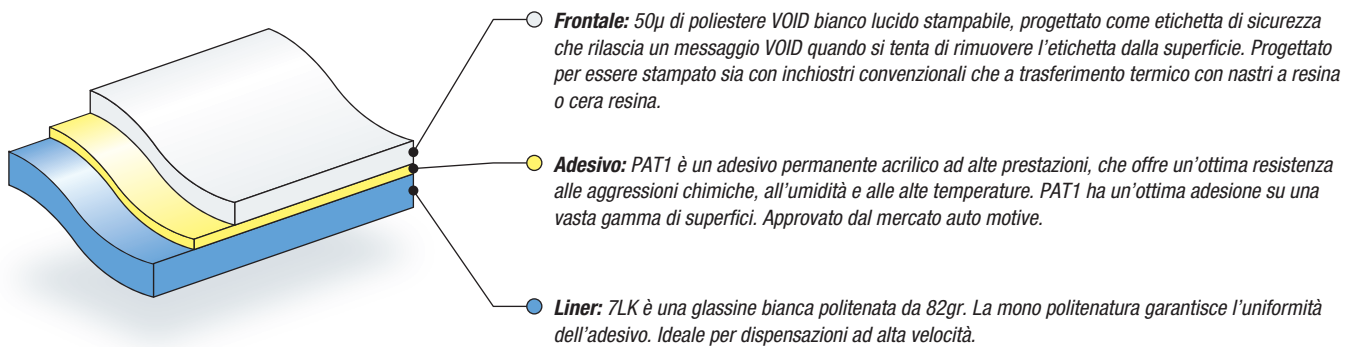 Frontale: 50µ di poliestere VOID bianco lucido stampabile, progettato come etichetta di sicurezza
che rilascia un messaggio VOID quando si tenta di rimuovere l’etichetta dalla superficie. Progettato
per essere stampato sia con inchiostri convenzionali che a trasferimento termico con nastri a resina
o cera resina.
Adesivo: PAT1 è un adesivo permanente acrilico ad alte prestazioni, che offre un’ottima resistenza
alle aggressioni chimiche, all’umidità e alle alte temperature. PAT1 ha un’ottima adesione su una
vasta gamma di superfici. Approvato dal mercato auto motive.
Liner: 7LK è una glassine bianca politenata da 82gr. La mono politenatura garantisce l’uniformità
dell’adesivo. Ideale per dispensazioni ad alta velocità.